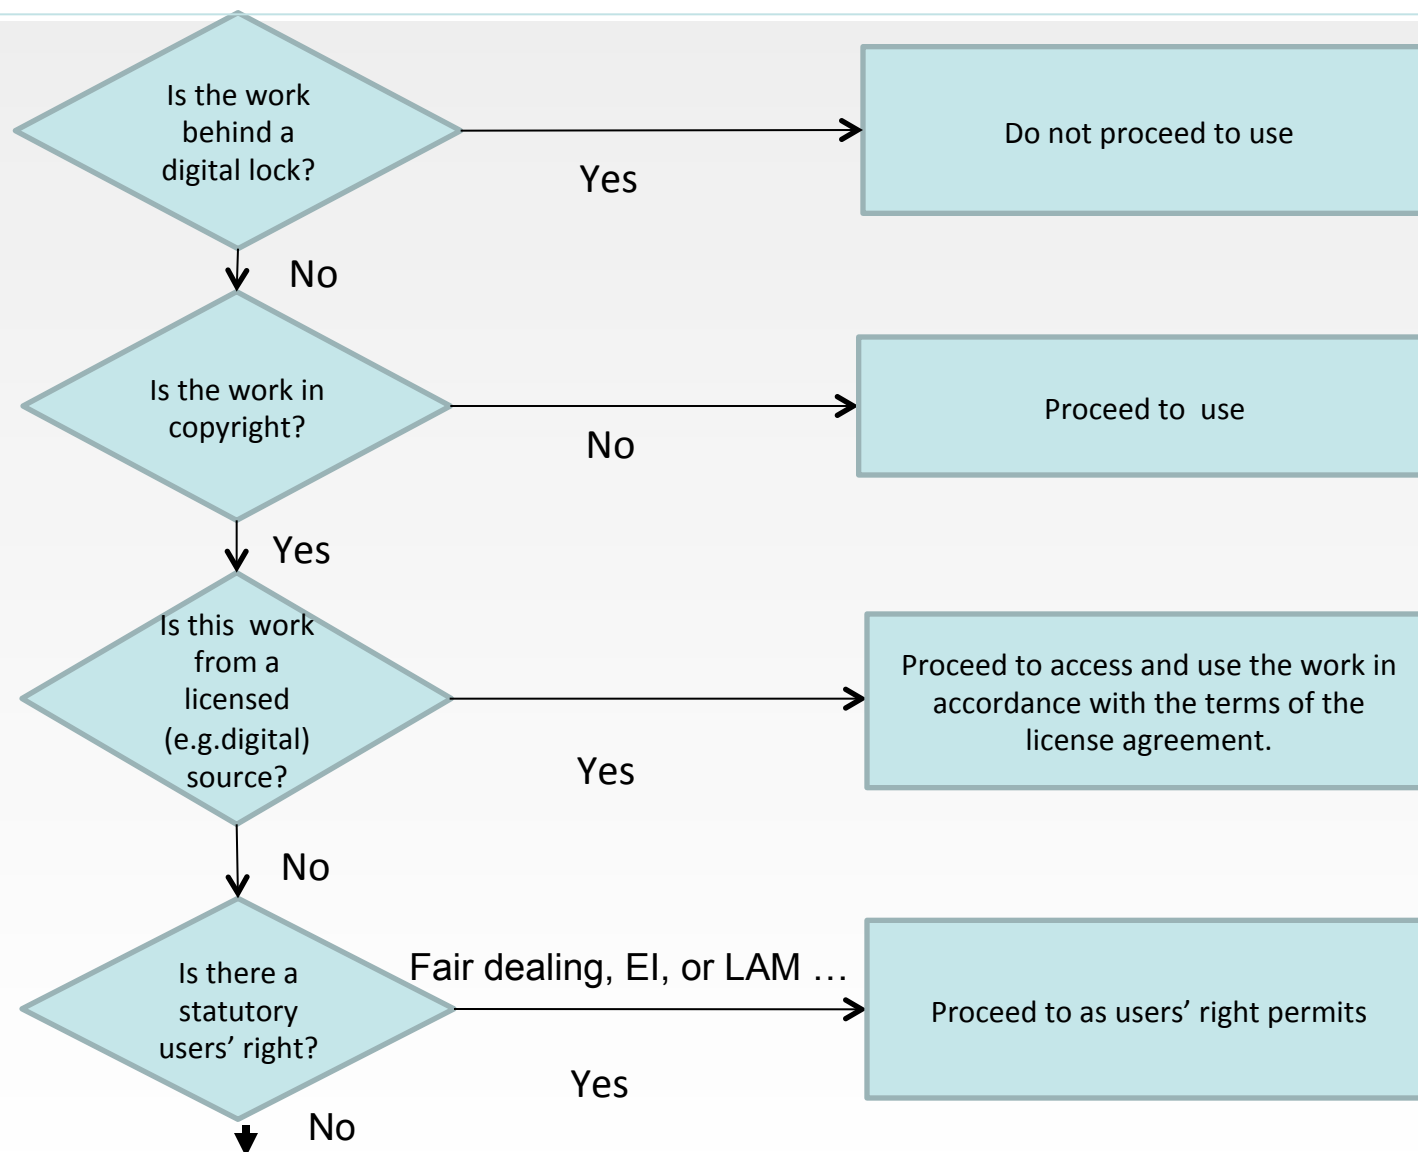 Is the work
behind a
digital lock?
Yes
Do not proceed to use
No
Is the work in
copyright?
No
Proceed to  use
Yes
Is this  work
from a
licensed
(e.g.digital)
source?
Yes
Proceed to access and use the work in
accordance with the terms of the
license agreement.
No
Is there a
statutory
users’ right?
Fair dealing, EI, or LAM …
Yes
Proceed to as users’ right permits
No